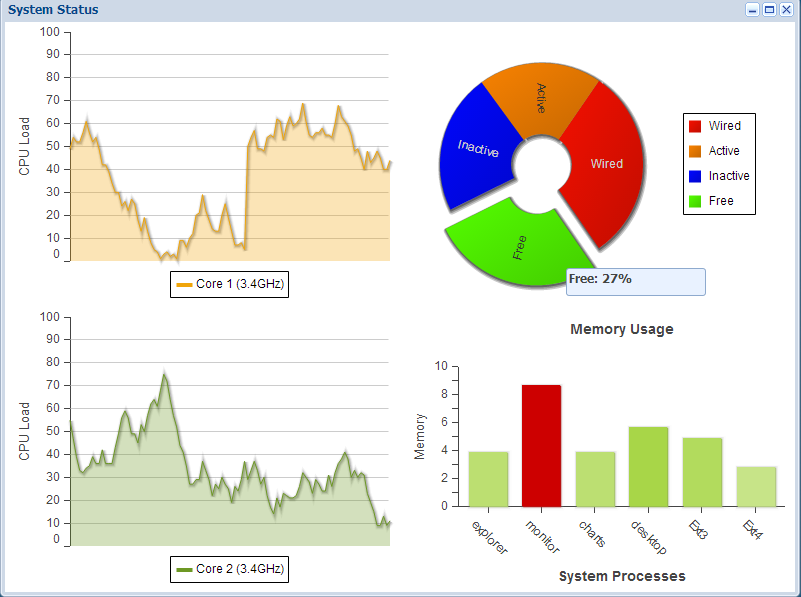 System Status
100
90
80
70
60
50
40
30
20
10
0
CPU Load
Core 1 (3.4GHz)
Wired
Active
Inactive
Free
Wired
Active
Inactive
Free
Free: 27%
Memory Usage
100
90
80
70
60
50
40
30
20
10
0
CPU Load
Core 2 (3.4GHz)
10
8
6
4
2
0
Memory
explorer
monitor
charts
desktop
Ext3
Ext4
System Processes